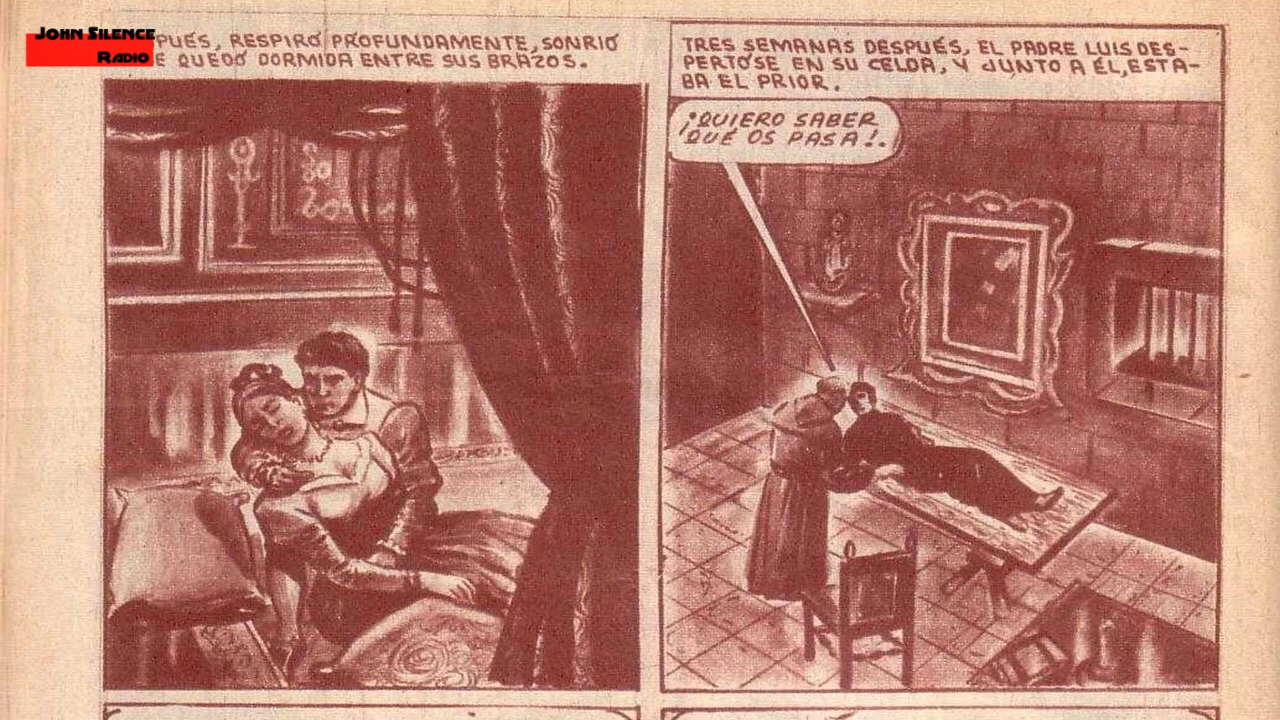 JOHN SILENCE
RADIO
PUÉS, RESPIRÓ PROFUNDAMENTE, SONRIÓ
E QUEDÓ DORMIDA ENTRE SUS BRAZOS.
TRES SEMANAS DESPUÉS, EL PADRE LUIS DES-
PERTÓSE EN SU CELDA, Y JUNTO A ÉL, ESTA-
BA EL PRIOR.
¡QUIERO SABER
QUÉ OS PASA!.